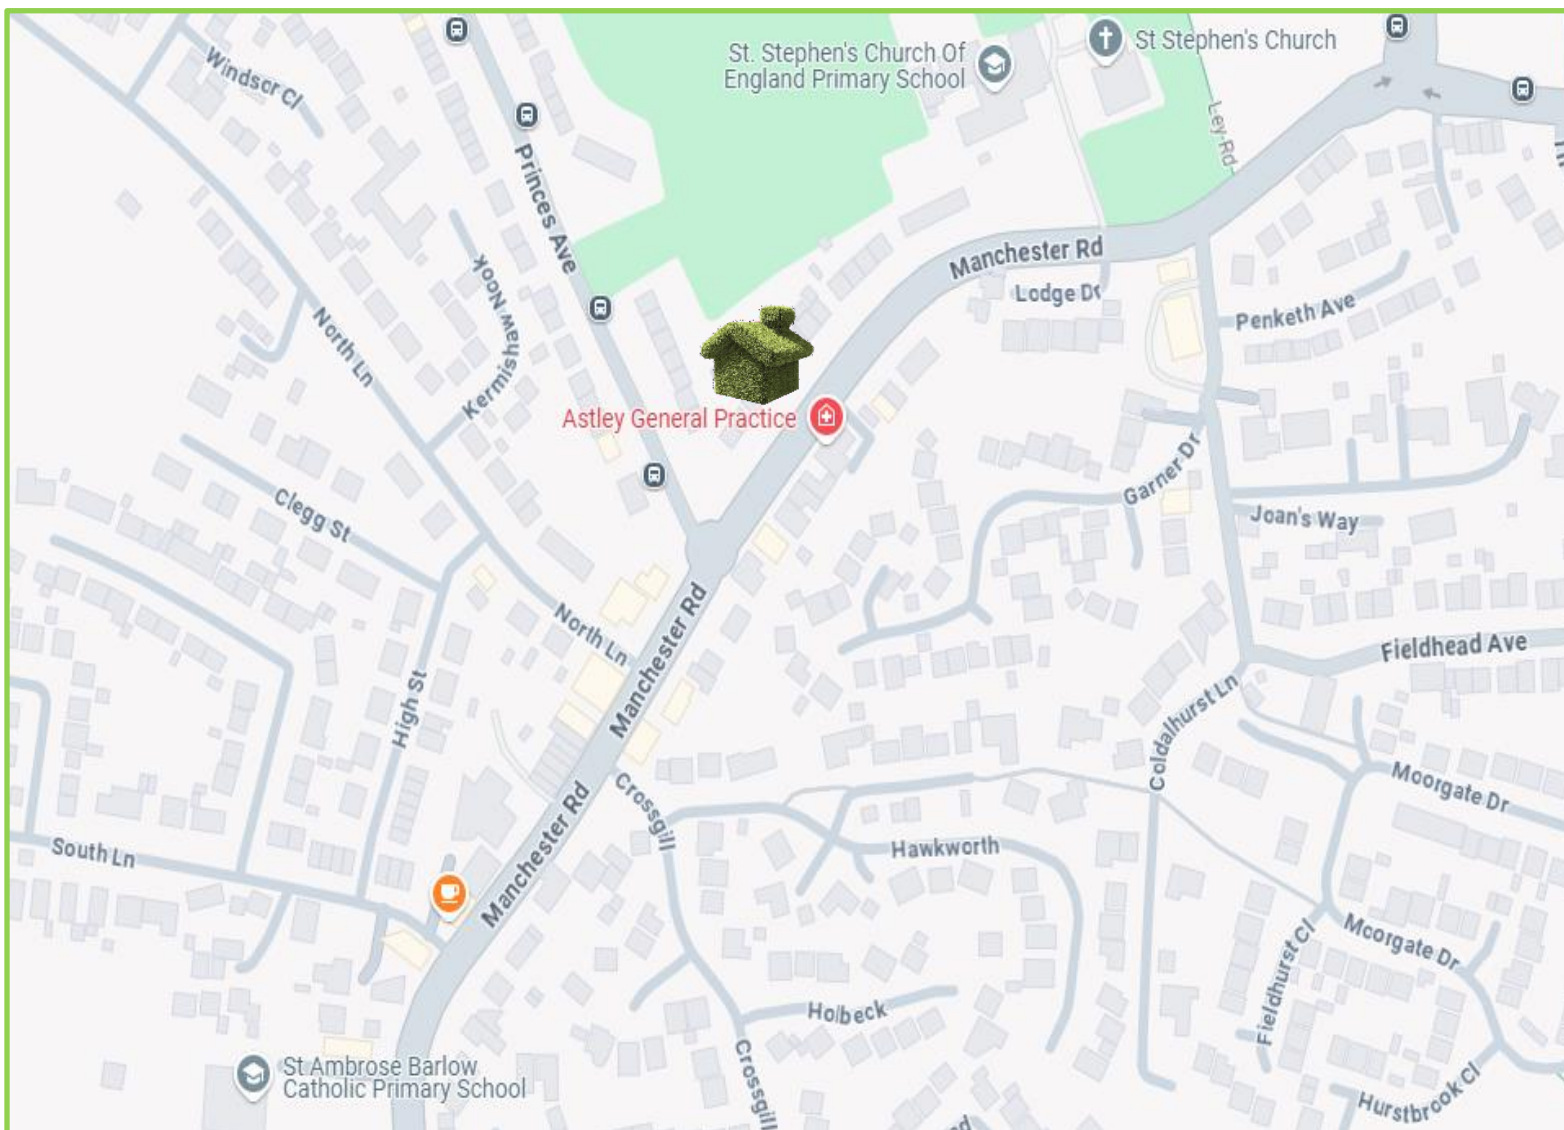 St. Stephen's Church Of
England Primary School
St Stephen's Church
Windsor Cl
Ley Rd
Princes Ave
Manchester Rd
Lodge Dr
Penketh Ave
Kermishaw Nook
North Ln
Astley General Practice
Garner Dr
Clegg St
Joan's Way
North Ln
Manchester Rd
Fieldhead Ave
High St
Coldalhurst Ln
Moorgate Dr
Crossgill
Manchester Rd
Hawkworth
South Ln
Moorgate Dr
Fieldhurst Cl
Holbeck
Crossgill
St Ambrose Barlow
Catholic Primary School
Hurstbrook Cl